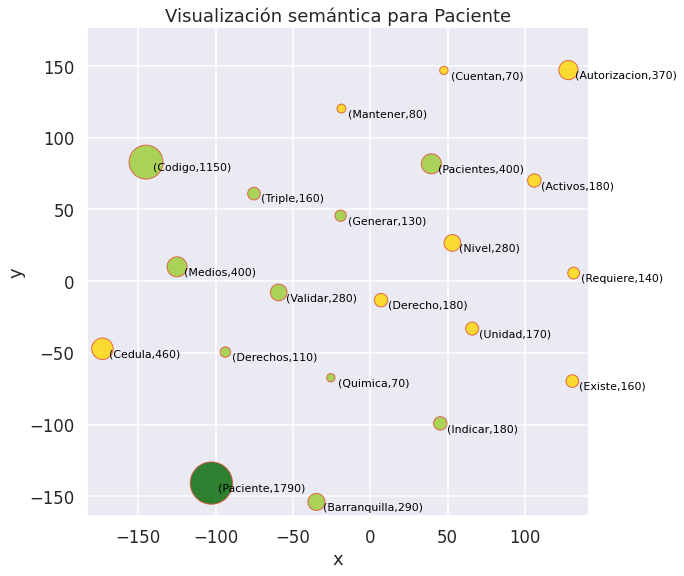 Visualización semántica para Paciente
150
100
50
0
−50
−100
−150
y
(Cuentan,70)
(Autorizacion,370)
(Mantener,80)
(Codigo,1150)
(Pacientes,400)
(Activos,180)
(Triple,160)
(Generar,130)
(Nivel,280)
(Medios,400)
(Requiere,140)
(Validar,280)
(Derecho,180)
(Unidad,170)
(Cedula,460)
(Derechos,110)
(Quimica,70)
(Existe,160)
(Indicar,180)
(Paciente,1790)
(Barranquilla,290)
−150
−100
−50
0
50
100
x